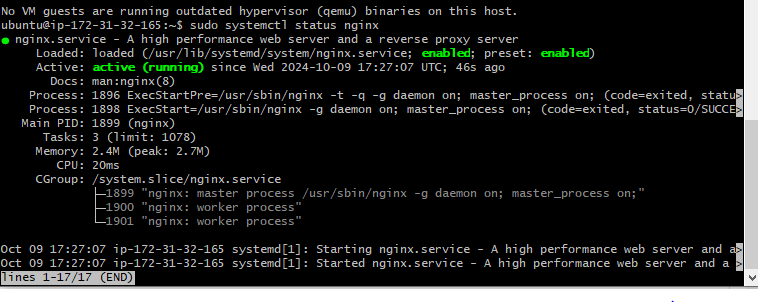 No VM guests are running outdated hypervisor (qemu) binaries on this host.
ubuntu@ip-172-31-32-165:~$ sudo systemctl status nginx
● nginx.service - A high performance web server and a reverse proxy server
     Loaded: loaded (/usr/lib/systemd/system/nginx.service; enabled; preset: enabled)
     Active: active (running) since Wed 2024-10-09 17:27:07 UTC; 46s ago
       Docs: man:nginx(8)
    Process: 1896 ExecStartPre=/usr/sbin/nginx -t -q -g daemon on; master_process on; (code=exited, statu>
    Process: 1898 ExecStart=/usr/sbin/nginx -g daemon on; master_process on; (code=exited, status=0/SUCCE>
   Main PID: 1899 (nginx)
      Tasks: 3 (limit: 1078)
     Memory: 2.4M (peak: 2.7M)
        CPU: 20ms
     CGroup: /system.slice/nginx.service
             ├─1899 "nginx: master process /usr/sbin/nginx -g daemon on; master_process on;"
             ├─1900 "nginx: worker process"
             └─1901 "nginx: worker process"
Oct 09 17:27:07 ip-172-31-32-165 systemd[1]: Starting nginx.service - A high performance web server and a>
Oct 09 17:27:07 ip-172-31-32-165 systemd[1]: Started nginx.service - A high performance web server and a >
lines 1-17/17 (END)